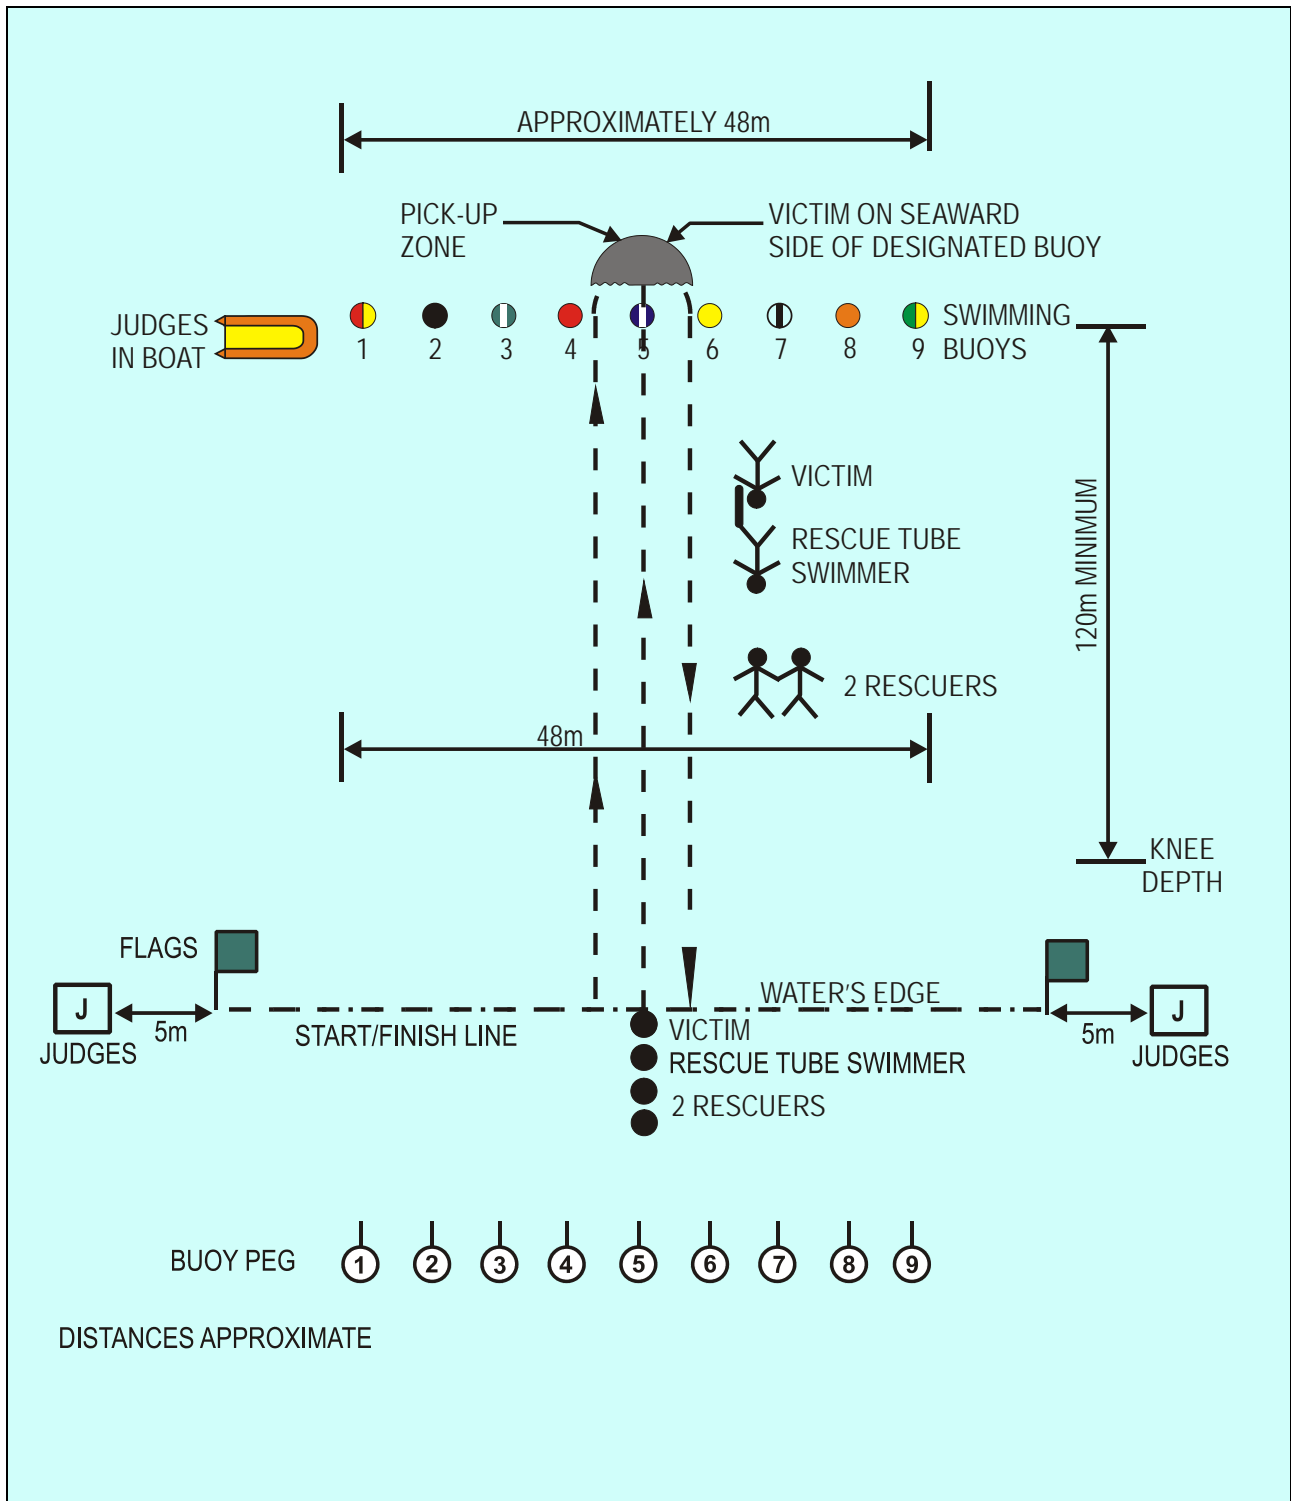 APPROXIMATELY 48m
PICK-UP
ZONE
VICTIM ON SEAWARD
SIDE OF DESIGNATED BUOY
JUDGES
IN BOAT
1 2 3 4 5 6 7 8 9
SWIMMING
BUOYS
VICTIM
RESCUE TUBE
SWIMMER
120m MINIMUM
2 RESCUERS
48m
KNEE
DEPTH
FLAGS
J
5m
JUDGES
START/FINISH LINE
WATER'S EDGE
J
5m
JUDGES
VICTIM
RESCUE TUBE SWIMMER
2 RESCUERS
BUOY PEG
1 2 3 4 5 6 7 8 9
DISTANCES APPROXIMATE